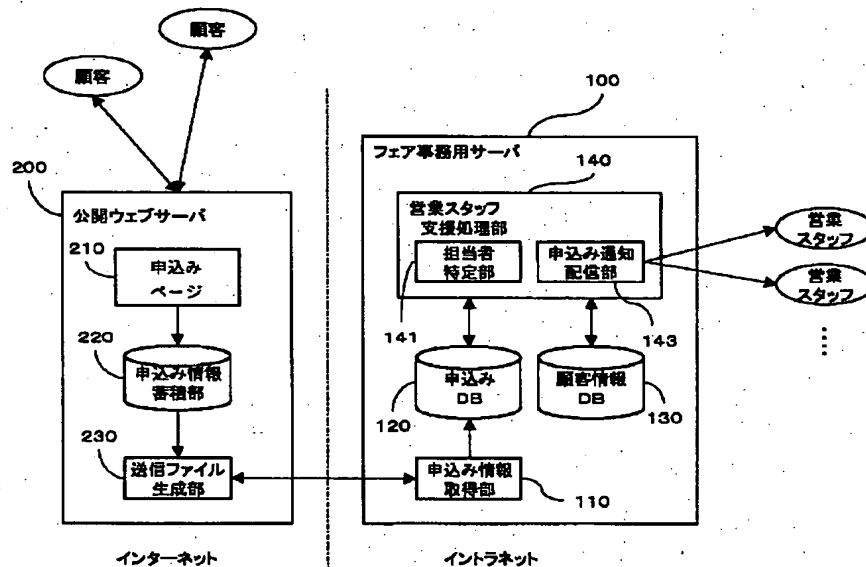 顧客
顧客
100
200
フェア事務用サーバ
140
公開ウェブサーバ
営業スタッフ
支援処理部
営業
スタッフ
210
申込み
ページ
担当者
特定部
申込み通知
配信部
営業
スタッフ
141
143
220
申込み情報
蓄積部
申込み
DB
顧客情報
DB
120
130
230
送信ファイル
生成部
申込み情報
取得部
110
インターネット
イントラネット